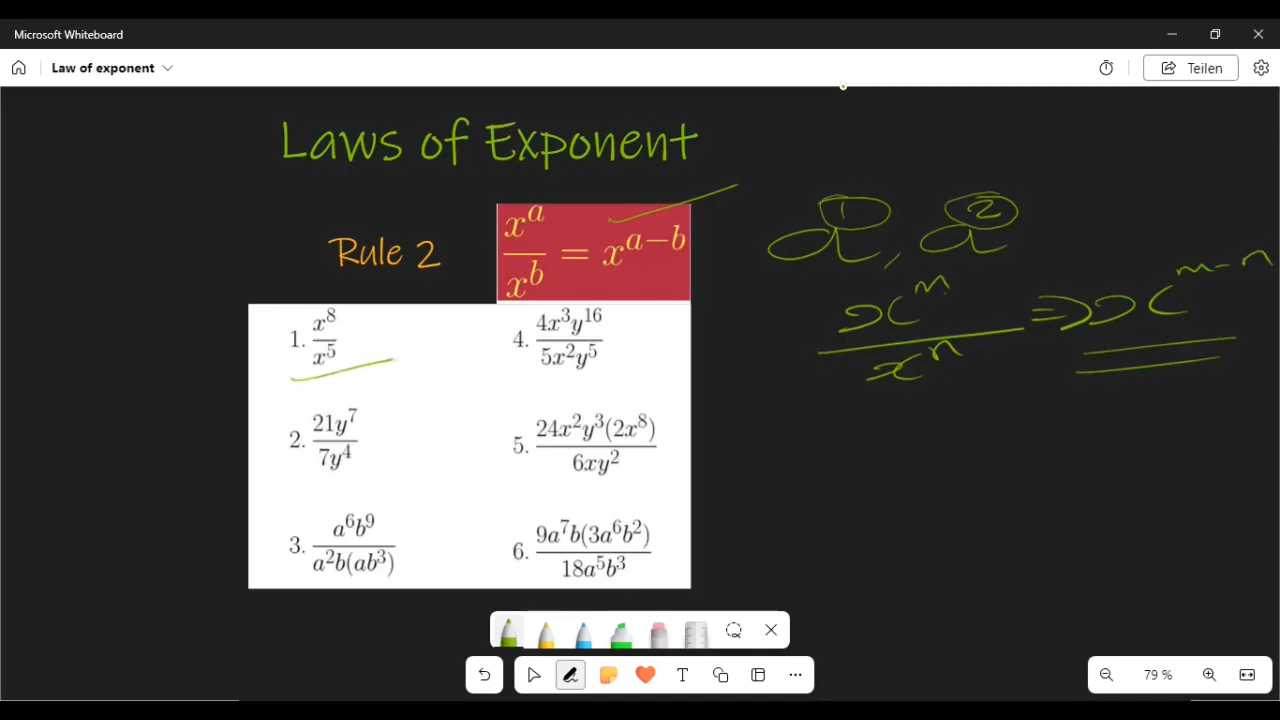 Microsoft Whiteboard
Law of exponent
Teilen
Laws of Exponent
Rule 2
x^a / x^b = x^{a-b}
a^1, a^2
x^m / x^n => x^{m-n}
1. x^8 / x^5
2. 21y^7 / 7y^4
3. a^6b^9 / a^2b(ab^3)
4. 4x^3y^16 / 5x^2y^5
5. 24x^2y^3(2x^8) / 6xy^2
6. 9a^7b(3a^6b^2) / 18a^5b^3
79 %